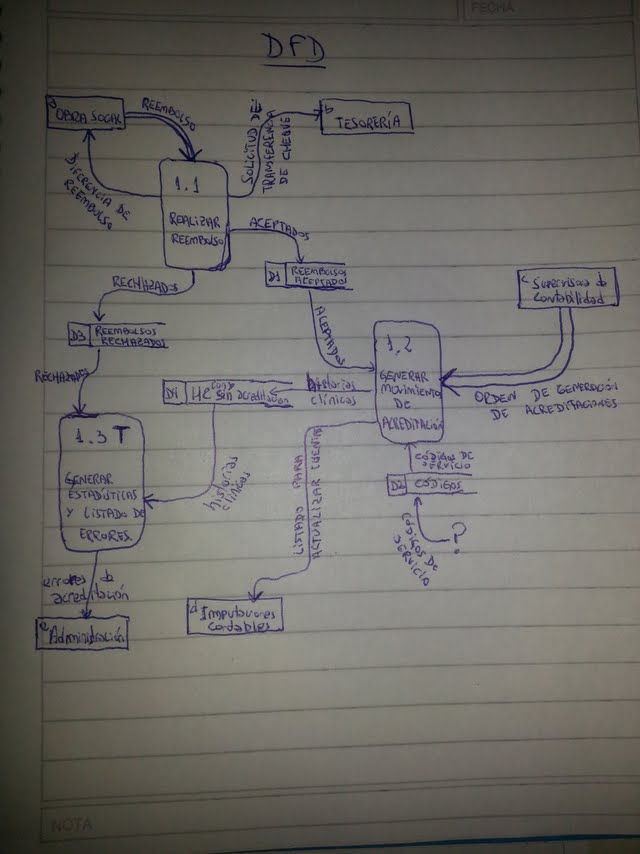 FECHA
DFD
a
OBRA SOCIAL
REEMBOLSO
SOLICITUD DE
TRANSFERENCIA
DE CHEQUE
b
TESORERÍA
DIFERENCIA DE
REEMBOLSO
1.1
REALIZAR
REEMBOLSO
ACEPTADOS
RECHAZADOS
D1 REEMBOLSOS
ACEPTADOS
c Supervisor de
Contabilidad
D3 REEMBOLSOS
RECHAZADOS
ACEPTADOS
1.2
GENERAR
MOVIMIENTO
DE
ACREDITACIÓN
ORDEN DE GENERACIÓN
DE ACREDITACIONES
RECHAZADOS
HC
sin acreditación
historias
clínicas
1.3 T
GENERAR
ESTADÍSTICAS
Y LISTADO DE
ERRORES
historias
clínicas
LISTADO PARA
ACTUALIZAR CUENTAS
CÓDIGOS DE
SERVICIO
D2 CÓDIGOS
CÓDIGOS DE
SERVICIO
?
errores de
acreditación
e
Administración
d Imputaciones
contables
NOTA